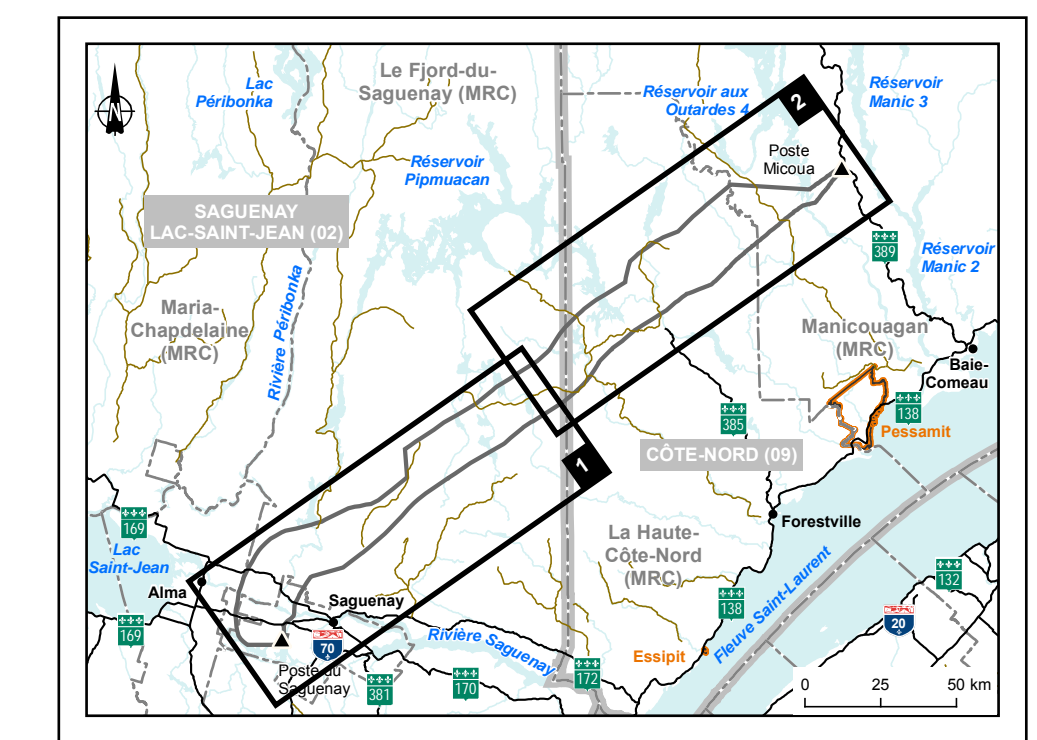 N
Le Fjord-du-
Saguenay (MRC)
Lac
Péribonka
Réservoir aux
Outardes 4
2
Réservoir
Manic 3
Poste
Micoua
Réservoir
Pipmuacan
SAGUENAY
LAC-SAINT-JEAN (02)
389
Réservoir
Manic 2
Rivière Péribonka
Maria-
Chapdelaine
(MRC)
Manicouagan
(MRC)
Baie-
Comeau
138
385
Pessamit
CÔTE-NORD (09)
1
169
Forestville
Lac
Saint-Jean
La Haute-
Côte-Nord
(MRC)
132
Alma
Saguenay
138
Fleuve Saint-Laurent
20
169
70
Rivière Saguenay
Essipit
Poste du
Saguenay
381
170
172
0 25 50 km